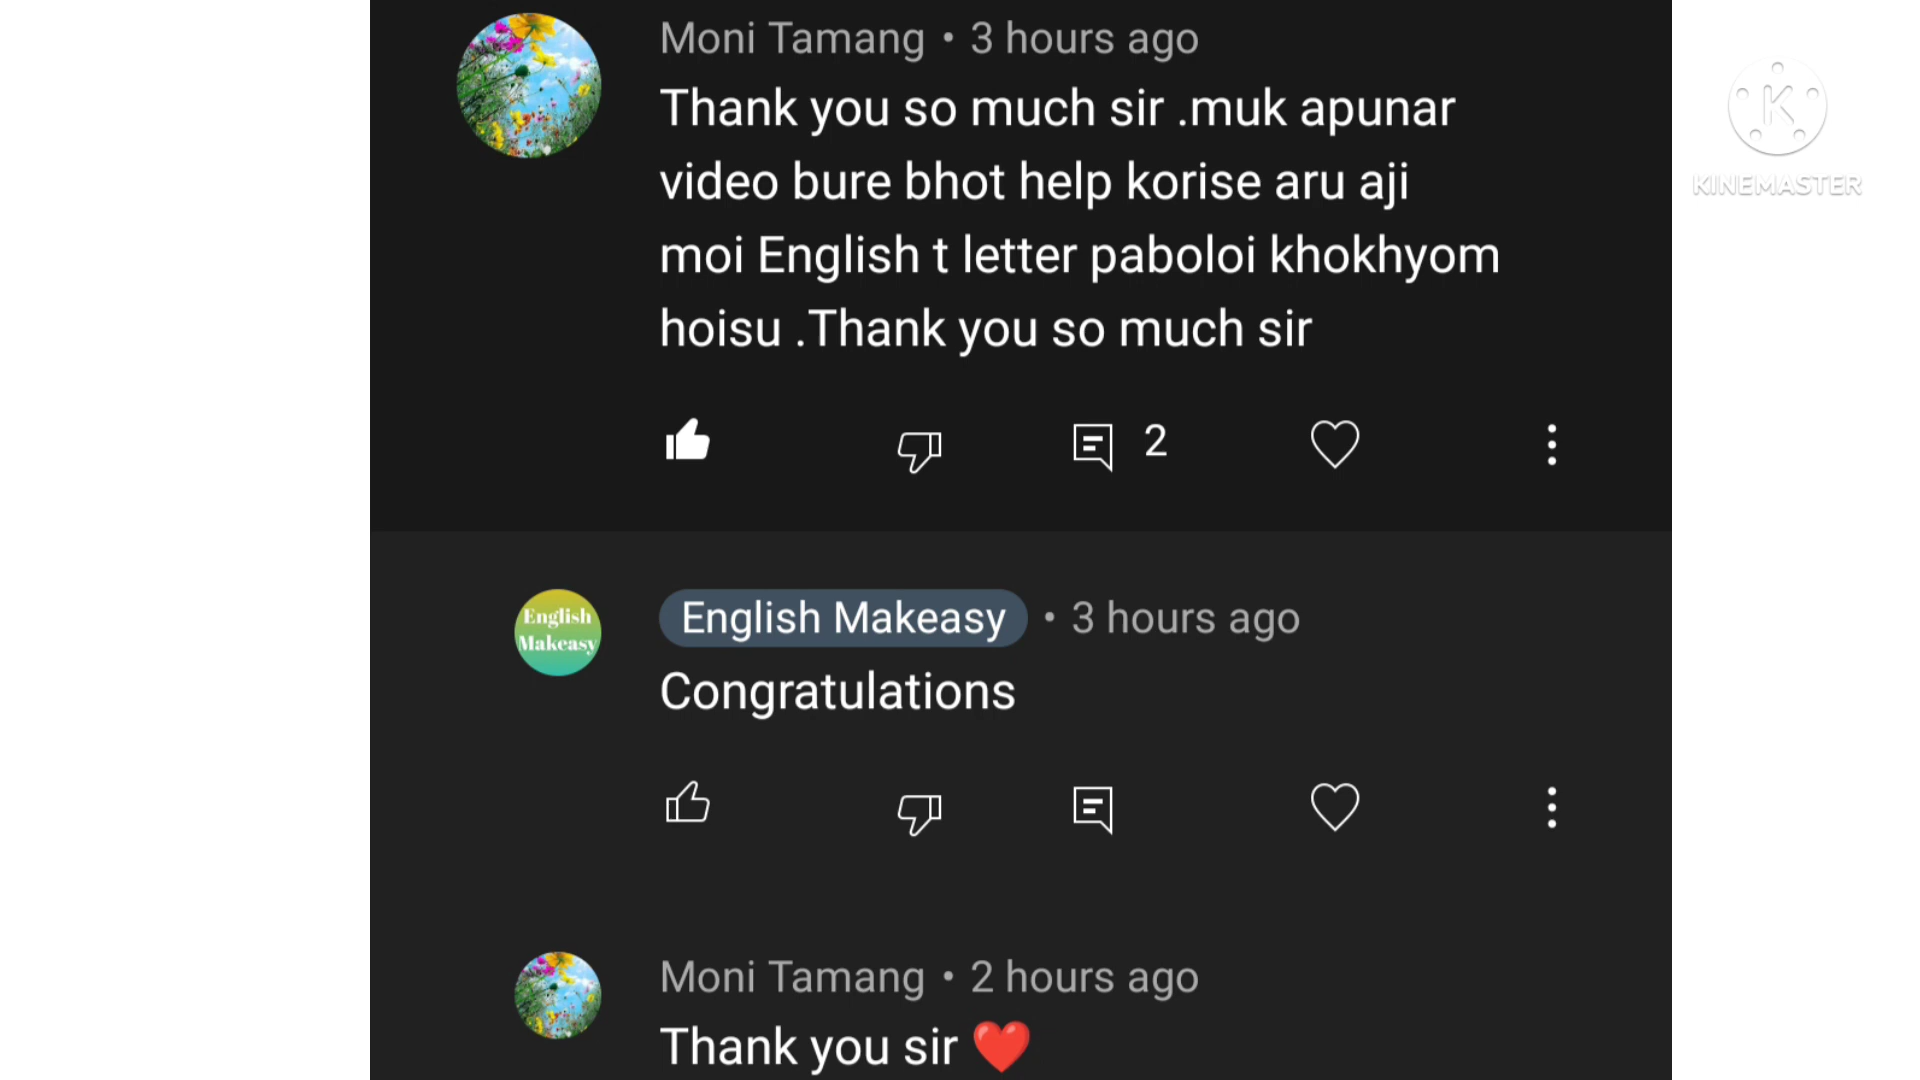 Moni Tamang • 3 hours ago
Thank you so much sir .muk apunar
video bure bhot help korise aru aji
moi English t letter paboloi khokhyom
hoisu .Thank you so much sir
2
English Makeasy • 3 hours ago
English
Makeasy
Congratulations
Moni Tamang • 2 hours ago
Thank you sir ❤️
K
KINEMASTER